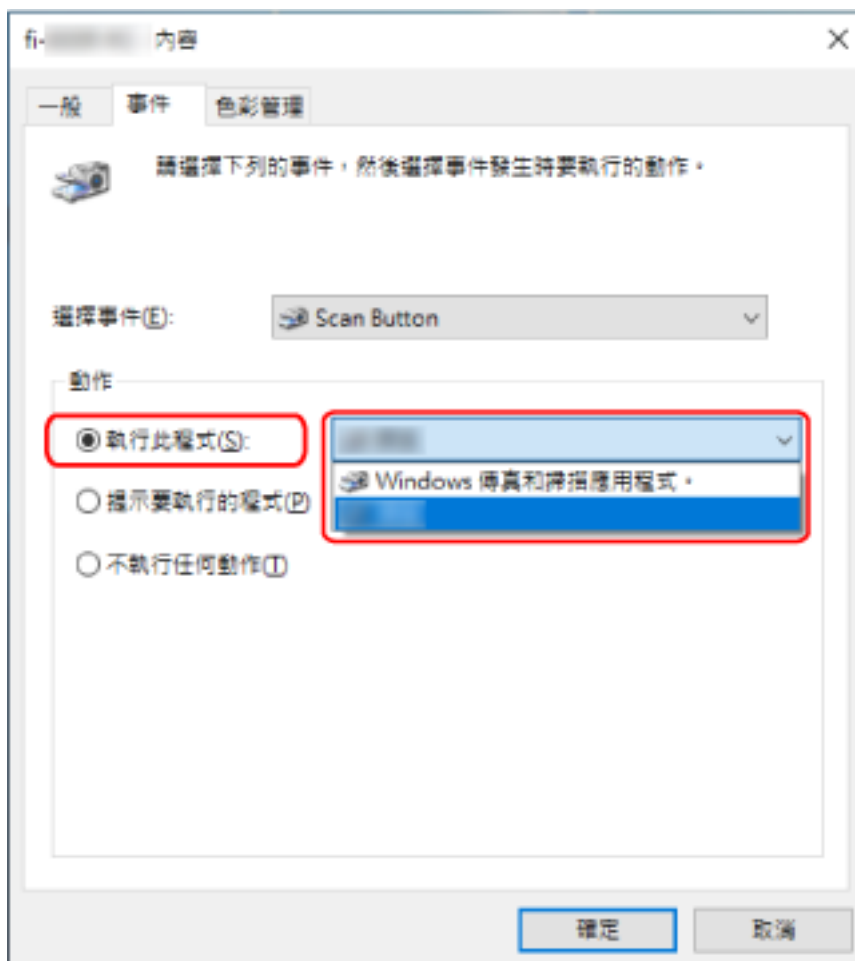 fi- 內容
一般 事件 色彩管理
請選擇下列的事件，然後選擇事件發生時要執行的動作。
選擇事件(E): Scan Button
動作
執行此程式(S):
Windows 傳真和掃描應用程式。
提示要執行的程式(P)
不執行任何動作(T)
確定 取消